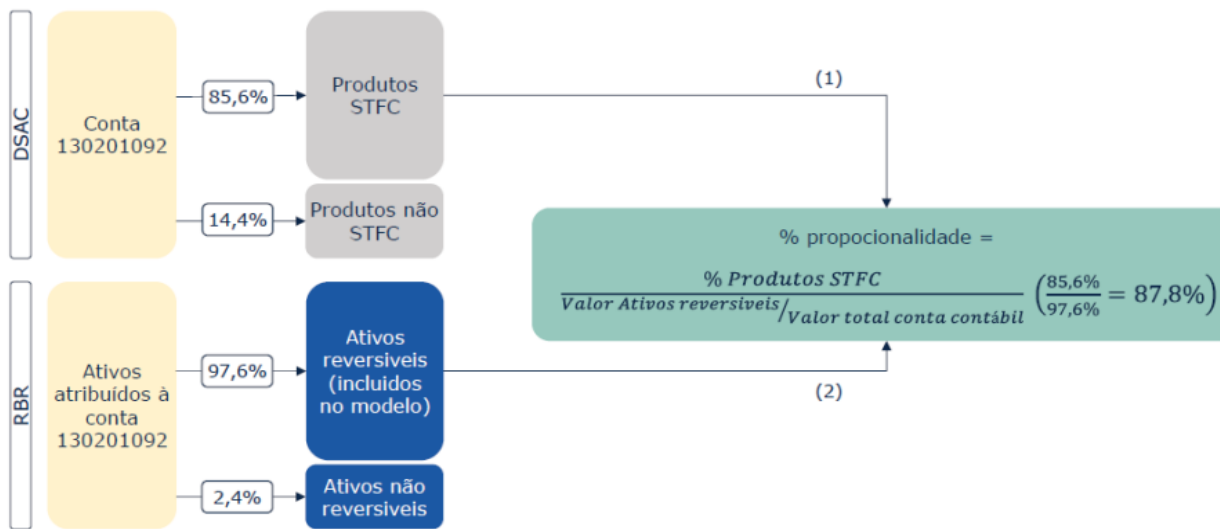 DSAC
Conta
130201092
85,6%
Produtos
STFC
14,4%
Produtos não
STFC
(1)
RBR
Ativos
atribuídos à
conta
130201092
97,6%
Ativos
reversiveis
(incluidos
no modelo)
2,4%
Ativos não
reversiveis
(2)
% propocionalidade =
% Produtos STFC
Valor Ativos reversiveis/Valor total conta contábil
(85,6%/97,6% = 87,8%)